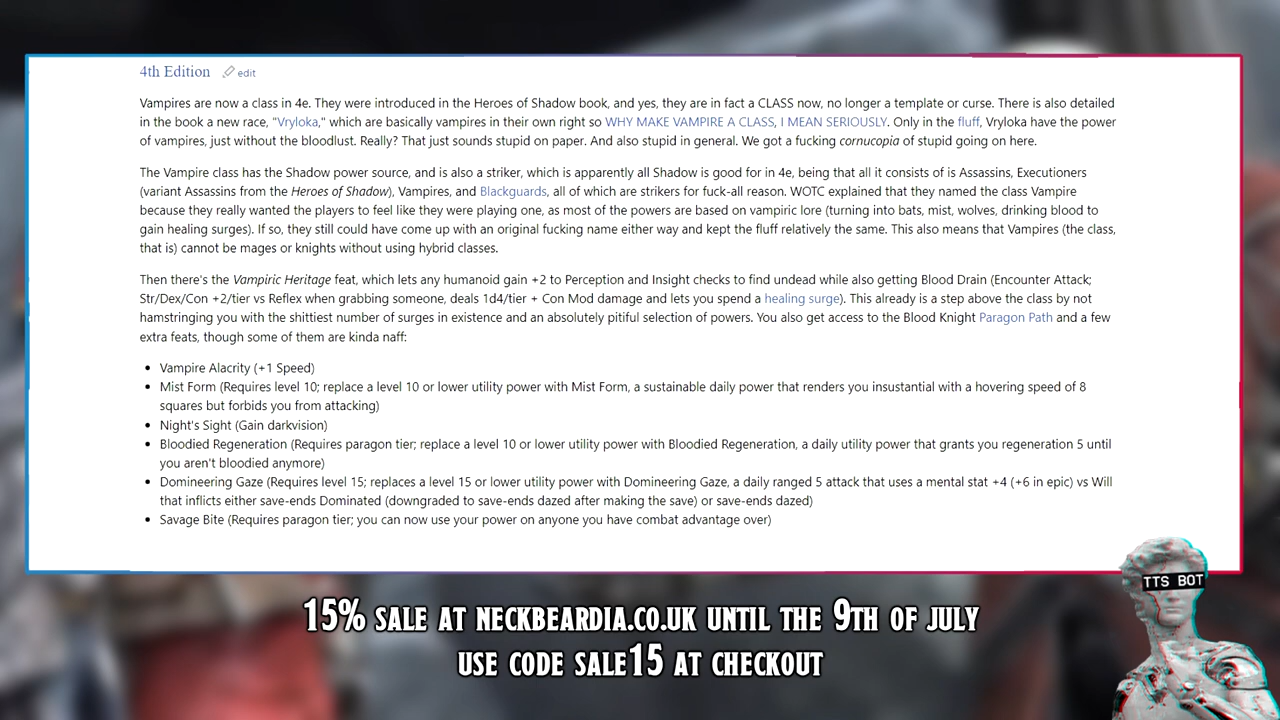 4th Edition edit
Vampires are now a class in 4e. They were introduced in the Heroes of Shadow book, and yes, they are in fact a CLASS now, no longer a template or curse. There is also detailed
in the book a new race, "Vryloka," which are basically vampires in their own right so WHY MAKE VAMPIRE A CLASS, I MEAN SERIOUSLY. Only in the fluff, Vryloka have the power
of vampires, just without the bloodlust. Really? That just sounds stupid on paper. And also stupid in general. We got a fucking cornucopia of stupid going on here.
The Vampire class has the Shadow power source, and is also a striker, which is apparently all Shadow is good for in 4e, being that all it consists of is Assassins, Executioners
(variant Assassins from the Heroes of Shadow), Vampires, and Blackguards, all of which are strikers for fuck-all reason. WOTC explained that they named the class Vampire
because they really wanted the players to feel like they were playing one, as most of the powers are based on vampiric lore (turning into bats, mist, wolves, drinking blood to
gain healing surges). If so, they still could have come up with an original fucking name either way and kept the fluff relatively the same. This also means that Vampires (the class,
that is) cannot be mages or knights without using hybrid classes.
Then there's the Vampiric Heritage feat, which lets any humanoid gain +2 to Perception and Insight checks to find undead while also getting Blood Drain (Encounter Attack;
Str/Dex/Con +2/tier vs Reflex when grabbing someone, deals 1d4/tier + Con Mod damage and lets you spend a healing surge). This already is a step above the class by not
hamstringing you with the shittiest number of surges in existence and an absolutely pitiful selection of powers. You also get access to the Blood Knight Paragon Path and a few
extra feats, though some of them are kinda naff:
• Vampire Alacrity (+1 Speed)
• Mist Form (Requires level 10; replace a level 10 or lower utility power with Mist Form, a sustainable daily power that renders you insustantial with a hovering speed of 8
squares but forbids you from attacking)
• Night's Sight (Gain darkvision)
• Bloodied Regeneration (Requires paragon tier; replace a level 10 or lower utility power with Bloodied Regeneration, a daily utility power that grants you regeneration 5 until
you aren't bloodied anymore)
• Domineering Gaze (Requires level 15; replaces a level 15 or lower utility power with Domineering Gaze, a daily ranged 5 attack that uses a mental stat +4 (+6 in epic) vs Will
that inflicts either save-ends Dominated (downgraded to save-ends dazed after making the save) or save-ends dazed)
• Savage Bite (Requires paragon tier; you can now use your power on anyone you have combat advantage over)
TTS BOT
15% SALE AT NECKBEARDIA.CO.UK UNTIL THE 9TH OF JULY
USE CODE SALE15 AT CHECKOUT